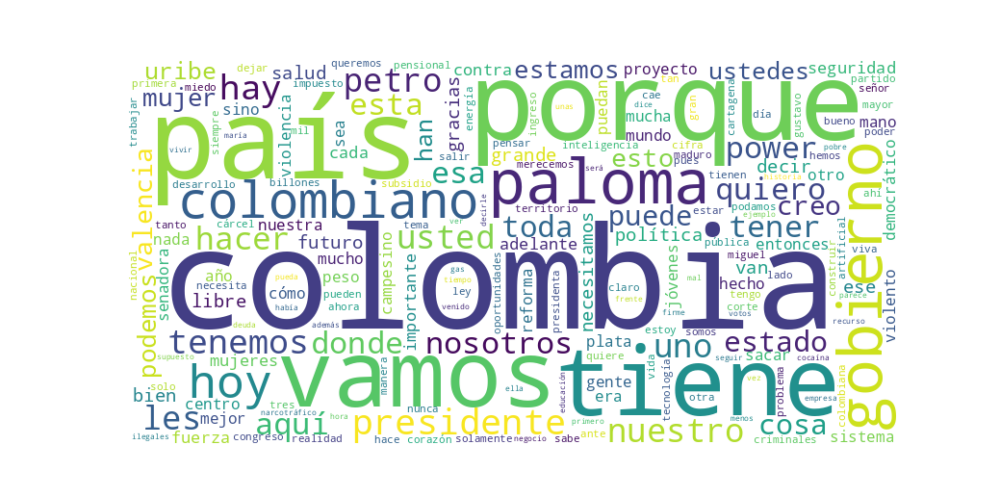 colombia
país
porque
tiene
vamos
gobierno
paloma
colombiano
presidente
hoy
hay
petro
uribe
mujer
salud
queremos
pensional
contra
estamos
proyecto
ustedes
seguridad
partido
primera
miedo
dejar
impuesto
esta
gracias
energía
ingreso
unas
puedan
cae
dice
tan
gran
cartagena
día
gustavo
bueno
señor
mayor
mano
poder
trabajar
siempre
sino
mil
violencia
sea
han
mucha
mundo
power
valencia
maría
vivir
cada
salir
pensar
grande
inteligencia
esto
cifra
maduro
pues
decir
otro
hemos
pobre
ahí
democrático
desarrollo
billones
subsidio
esa
merecemos
será
tienen
historia
quiero
creo
tanto
cárcel
nuestra
tema
ver
decirle
territorio
puede
estar
podamos
ejemplo
tener
nada
hacer
futuro
usted
toda
adelante
necesitamos
política
pública
entonces
viva
artificial
construir
podemos
senadora
año
mucho
peso
campesino
importante
gas
tiempo
oportunidades
jóvenes
miguel
van
lado
ese
violento
nacional
necesita
libre
cómo
pueda
había
pueden
ahora
ley
venido
reforma
presidenta
claro
frente
firme
mal
votos
tengo
hecho
corte
parece
recurso
deuda
además
tenemos
donde
nosotros
plata
estoy
somos
uno
estado
supuesto
mujeres
manera
ella
quiere
vida
seguir
sacar
cocaína
solo
bien
centro
tres
les
mejor
narcotráfico
hora
aquí
nunca
educación
gente
era
tecnología
otra
vez
problema
empresa
colombiana
primero
nuestro
menos
cosa
ilegales
fuerza
congreso
realidad
hace
corazón
solamente
negocio
sabe
ante
criminales
sistema